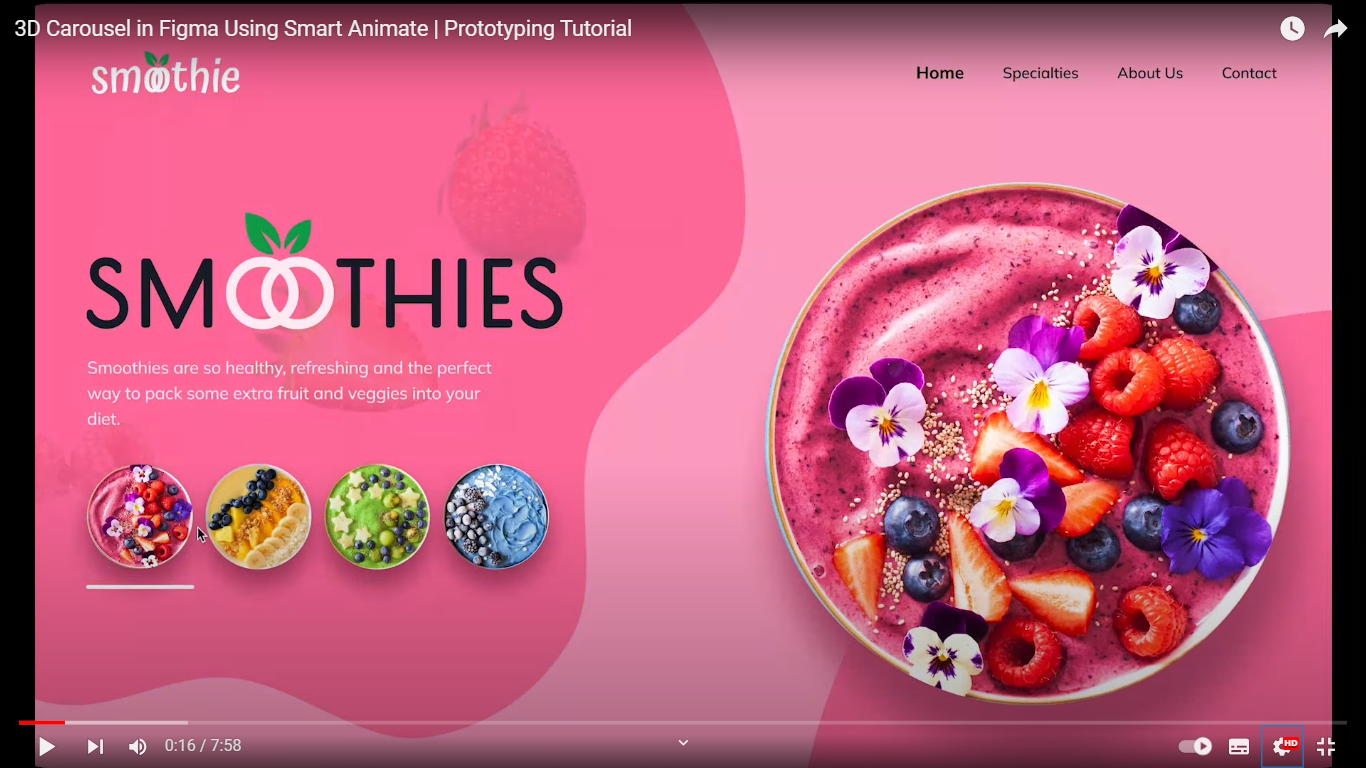 3D Carousel in Figma Using Smart Animate | Prototyping Tutorial
smoothie
Home Specialties About Us Contact
SMOOTHIES
Smoothies are so healthy, refreshing and the perfect
way to pack some extra fruit and veggies into your
diet.
0:16 / 7:58
HD